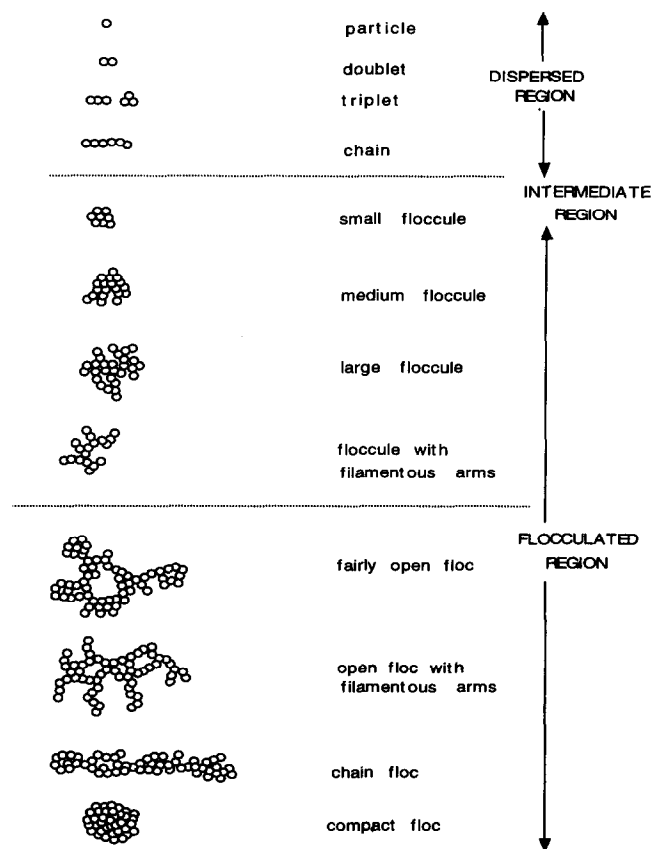 particle
doublet
DISPERSED
REGION
triplet
chain
INTERMEDIATE
REGION
small floccule
medium floccule
large floccule
floccule with
filamentous arms
FLOCCULATED
REGION
fairly open floc
open floc with
filamentous arms
chain floc
compact floc